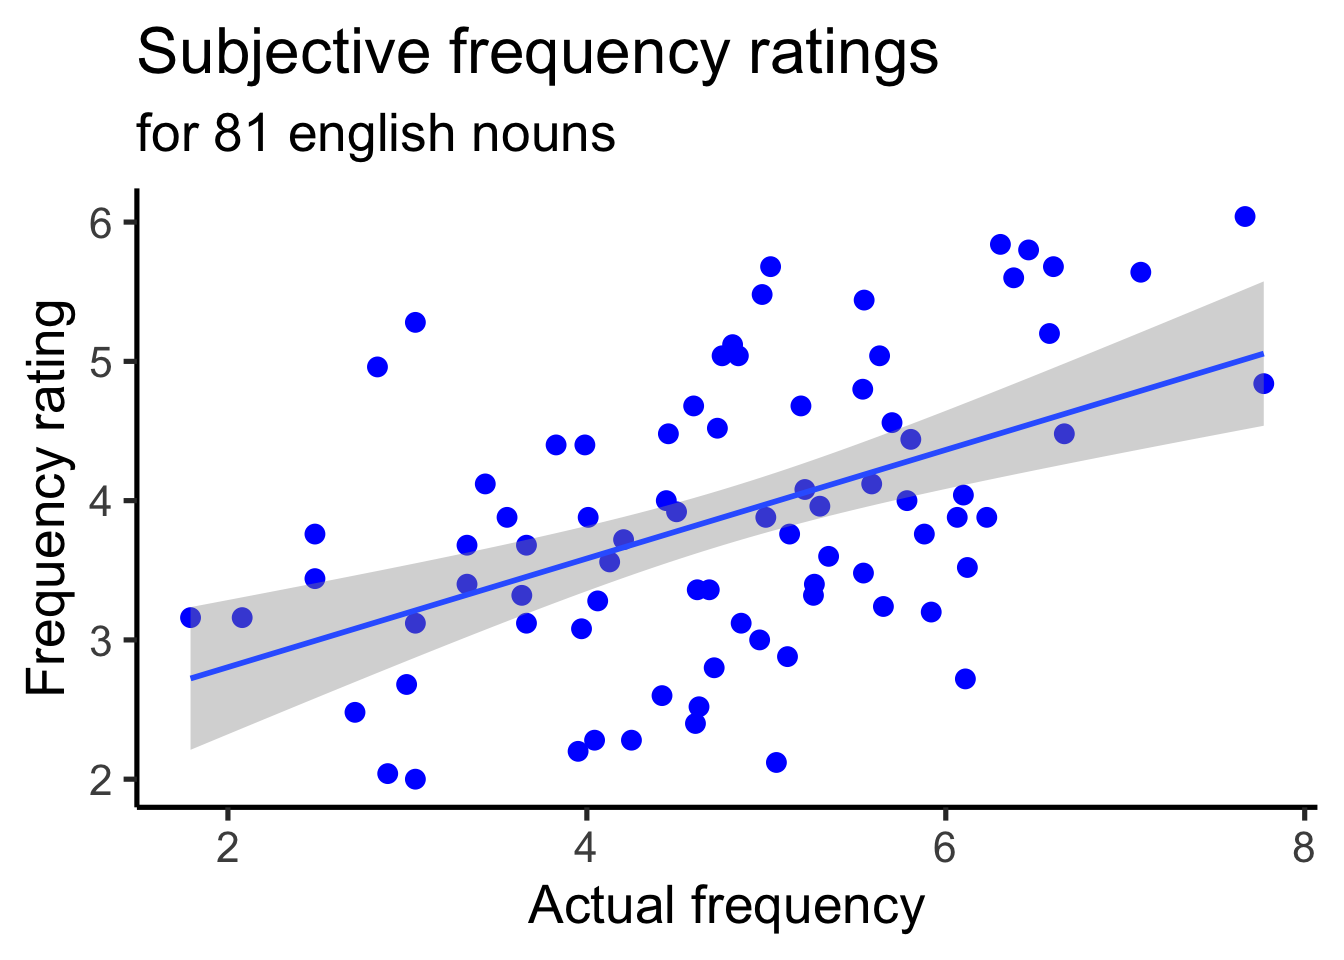 Subjective frequency ratings
for 81 english nouns
6
5
4
3
2
Frequency rating
2 4 6 8
Actual frequency